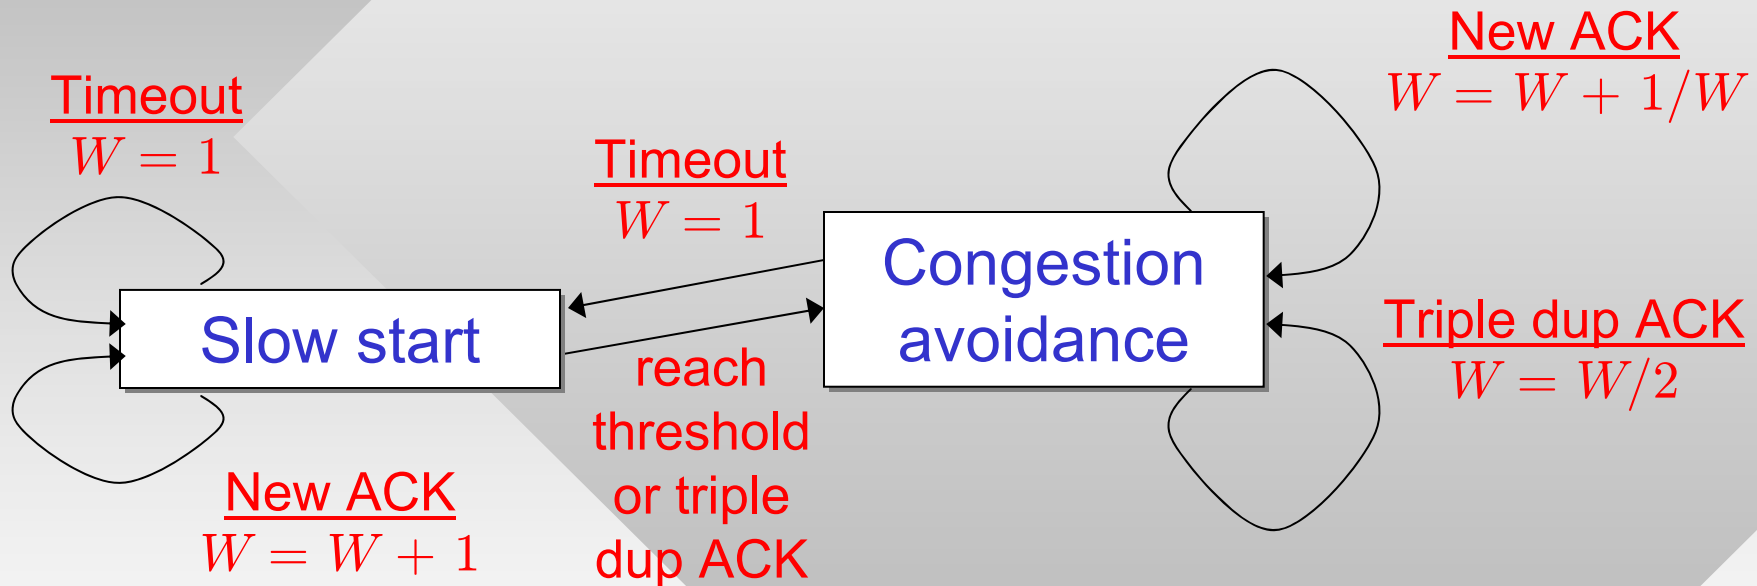 New ACK
W = W + 1/W
Timeout
W = 1
Timeout
W = 1
Congestion
avoidance
Slow start
Triple dup ACK
W = W/2
reach
threshold
or triple
dup ACK
New ACK
W = W + 1